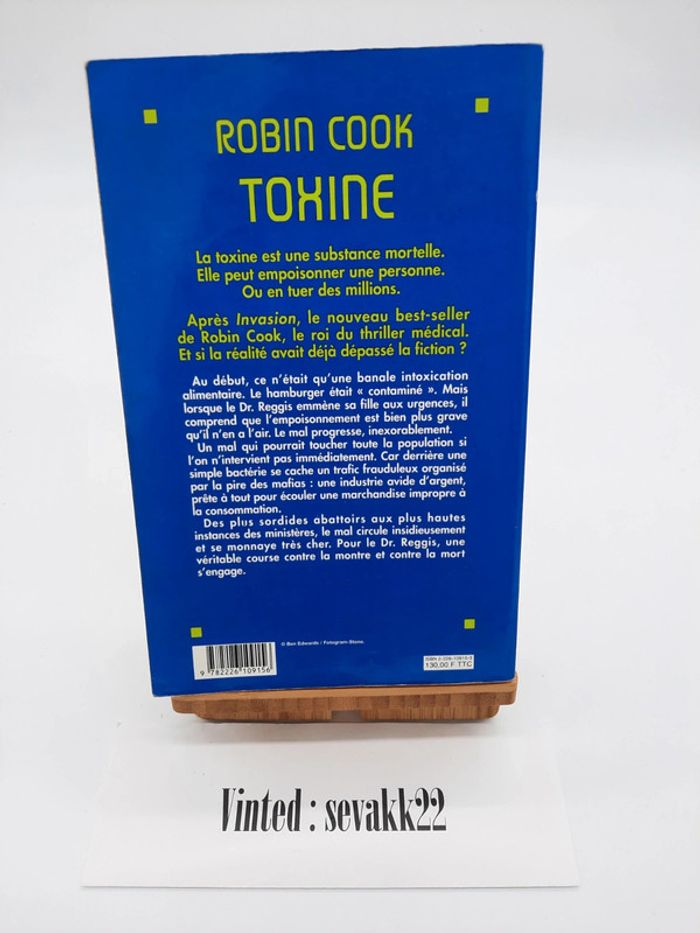 ROBIN COOK
TOXINE
La toxine est une substance mortelle.
Elle peut empoisonner une personne.
Ou en tuer des millions.
Après Invasion, le nouveau best-seller
de Robin Cook, le roi du thriller médical.
Et si la réalité avait déjà dépassé la fiction ?
Au début, ce n'était qu'une banale intoxication
alimentaire. Le hamburger était « contaminé ». Mais
lorsque le Dr. Reggis emmène sa fille aux urgences, il
comprend que l'empoisonnement est bien plus grave
qu'il n'en a l'air. Le mal progresse, inexorablement.
Un mal qui pourrait toucher toute la population si
l'on n'intervient pas immédiatement. Car derrière une
simple bactérie se cache un trafic frauduleux organisé
par la pire des mafias : une industrie avide d'argent,
prête à tout pour écouler une marchandise impropre à
la consommation.
Des plus sordides abattoirs aux plus hautes
instances des ministères, le mal circule insidieusement
et se monnaye très cher. Pour le Dr. Reggis, une
véritable course contre la montre et contre la mort
s'engage.
© Ben Edwards / Fotogram-Stone.
9 782226 109156
ISBN 2-226-10915-3
130,00 F TTC
Vinted : sevakk22